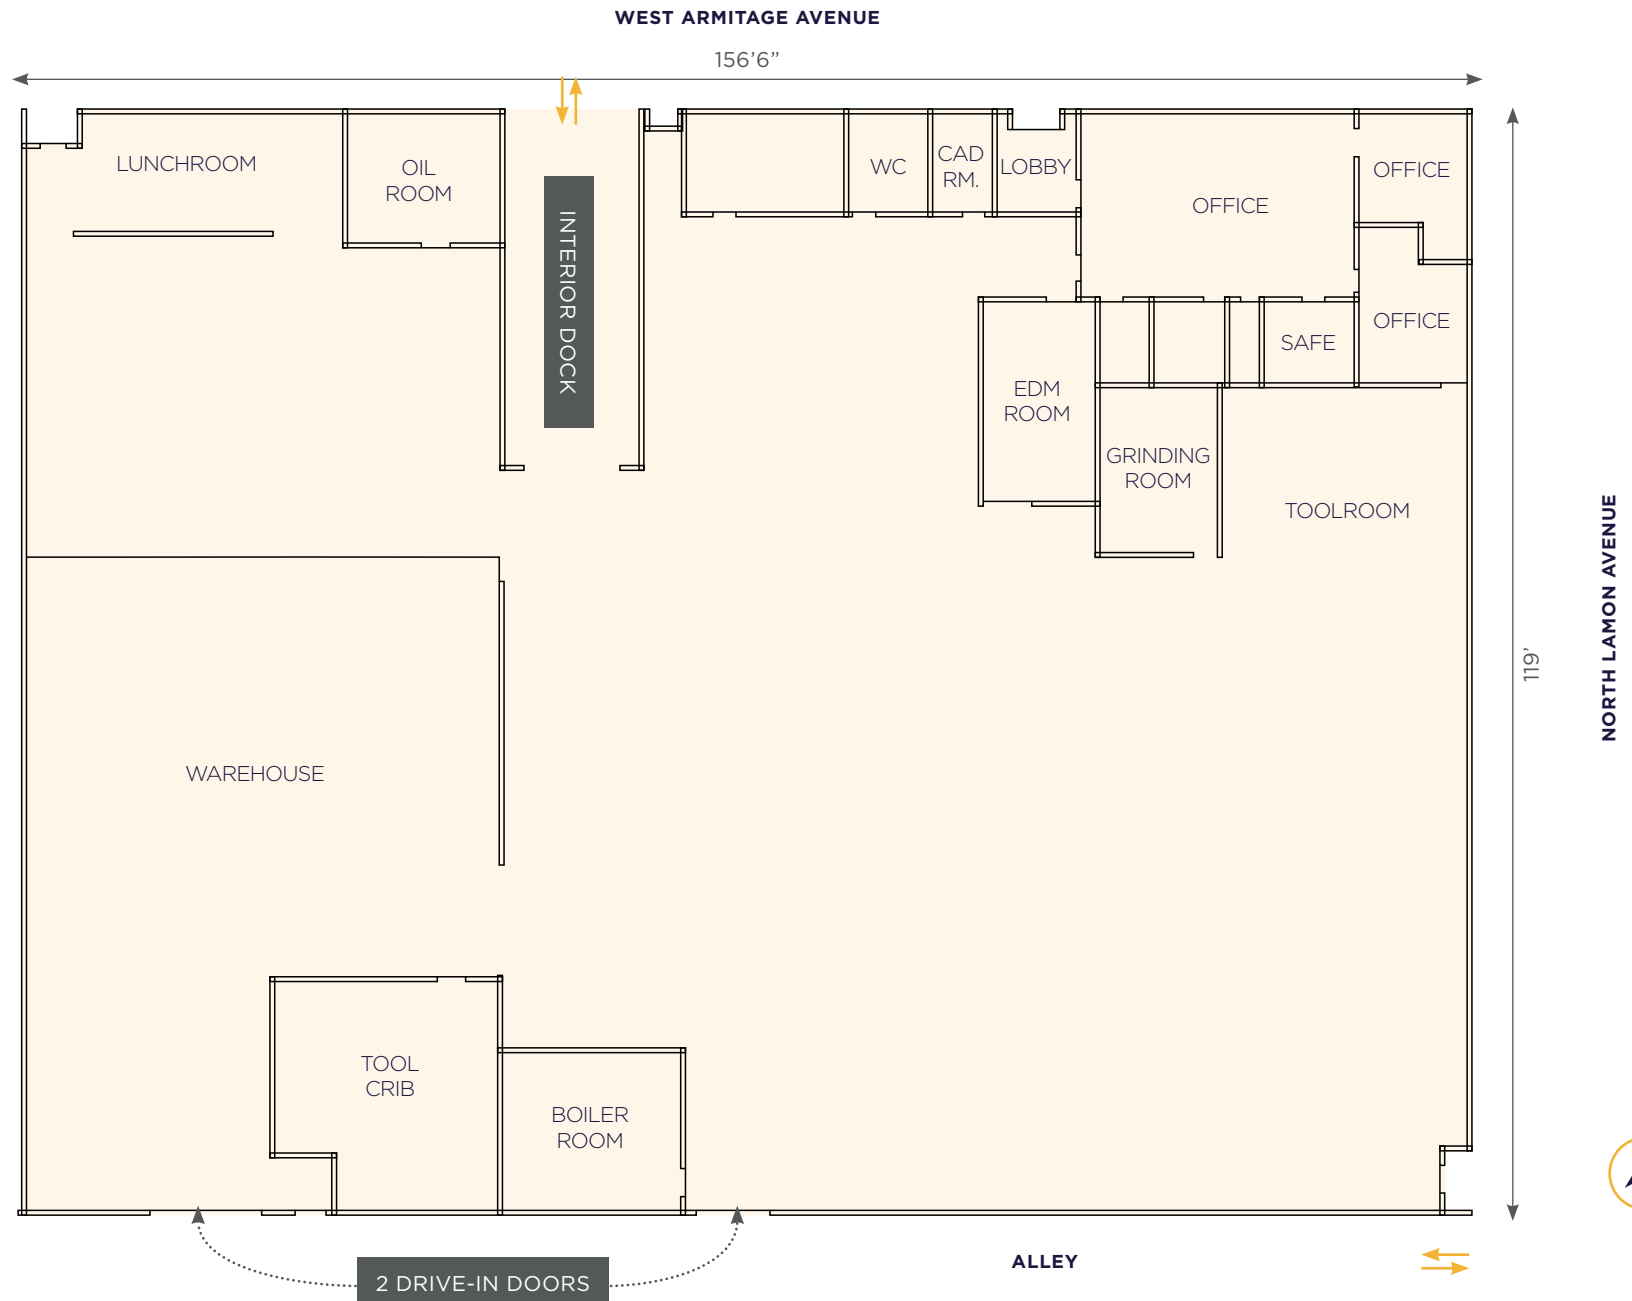 WEST ARMITAGE AVENUE
156'6”
LUNCHROOM
OIL
ROOM
INTERIOR DOCK
WC
CAD
RM.
LOBBY
OFFICE
OFFICE
OFFICE
SAFE
EDM
ROOM
GRINDING
ROOM
TOOLROOM
NORTH LAMON AVENUE
119'
WAREHOUSE
TOOL
CRIB
BOILER
ROOM
ALLEY
2 DRIVE-IN DOORS